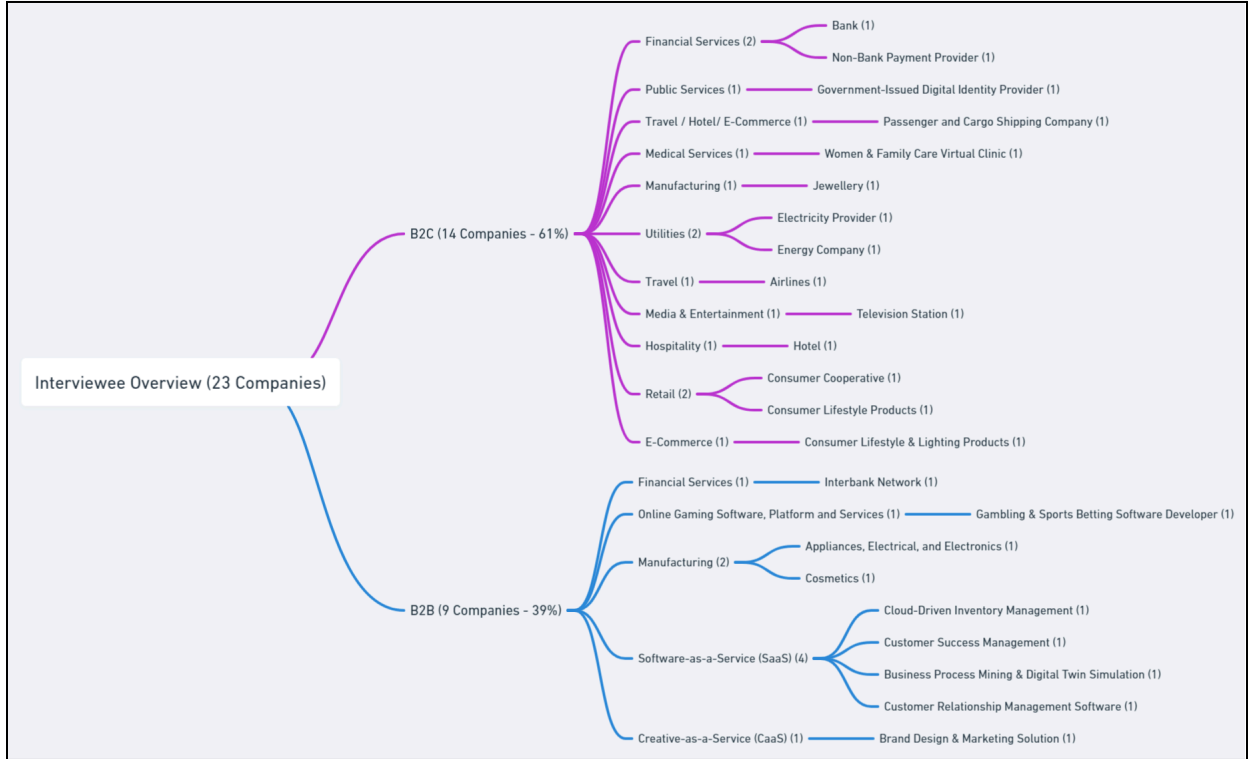 Interviewee Overview (23 Companies)
B2C (14 Companies - 61%)
Financial Services (2)
Bank (1)
Non-Bank Payment Provider (1)
Public Services (1)
Government-Issued Digital Identity Provider (1)
Travel / Hotel/ E-Commerce (1)
Passenger and Cargo Shipping Company (1)
Medical Services (1)
Women & Family Care Virtual Clinic (1)
Manufacturing (1)
Jewellery (1)
Utilities (2)
Electricity Provider (1)
Energy Company (1)
Travel (1)
Airlines (1)
Media & Entertainment (1)
Television Station (1)
Hospitality (1)
Hotel (1)
Retail (2)
Consumer Cooperative (1)
Consumer Lifestyle Products (1)
E-Commerce (1)
Consumer Lifestyle & Lighting Products (1)
B2B (9 Companies - 39%)
Financial Services (1)
Interbank Network (1)
Online Gaming Software, Platform and Services (1)
Gambling & Sports Betting Software Developer (1)
Manufacturing (2)
Appliances, Electrical, and Electronics (1)
Cosmetics (1)
Software-as-a-Service (SaaS) (4)
Cloud-Driven Inventory Management (1)
Customer Success Management (1)
Business Process Mining & Digital Twin Simulation (1)
Customer Relationship Management Software (1)
Creative-as-a-Service (CaaS) (1)
Brand Design & Marketing Solution (1)